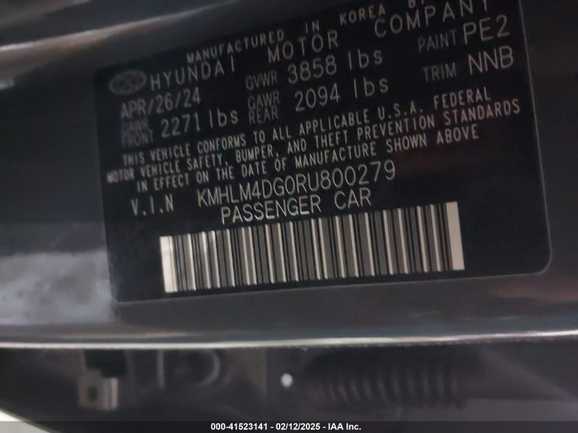 MANUFACTURED IN KOREA B
HYUNDAI MOTOR COMPANY
APR/26/24 GVWR 3858 lbs PAINT PE2
GAWR FRONT 2271 lbs GAWR REAR 2094 lbs TRIM NNB
THIS VEHICLE CONFORMS TO ALL APPLICABLE U.S.A. FEDERAL
MOTOR VEHICLE SAFETY, BUMPER, AND THEFT PREVENTION STANDARDS
IN EFFECT ON THE DATE OF MANUFACTURE SHOWN ABOVE
V.I.N KMHLM4DG0RU800279
PASSENGER CAR
000-41523141 - 02/12/2025 - IAA Inc.